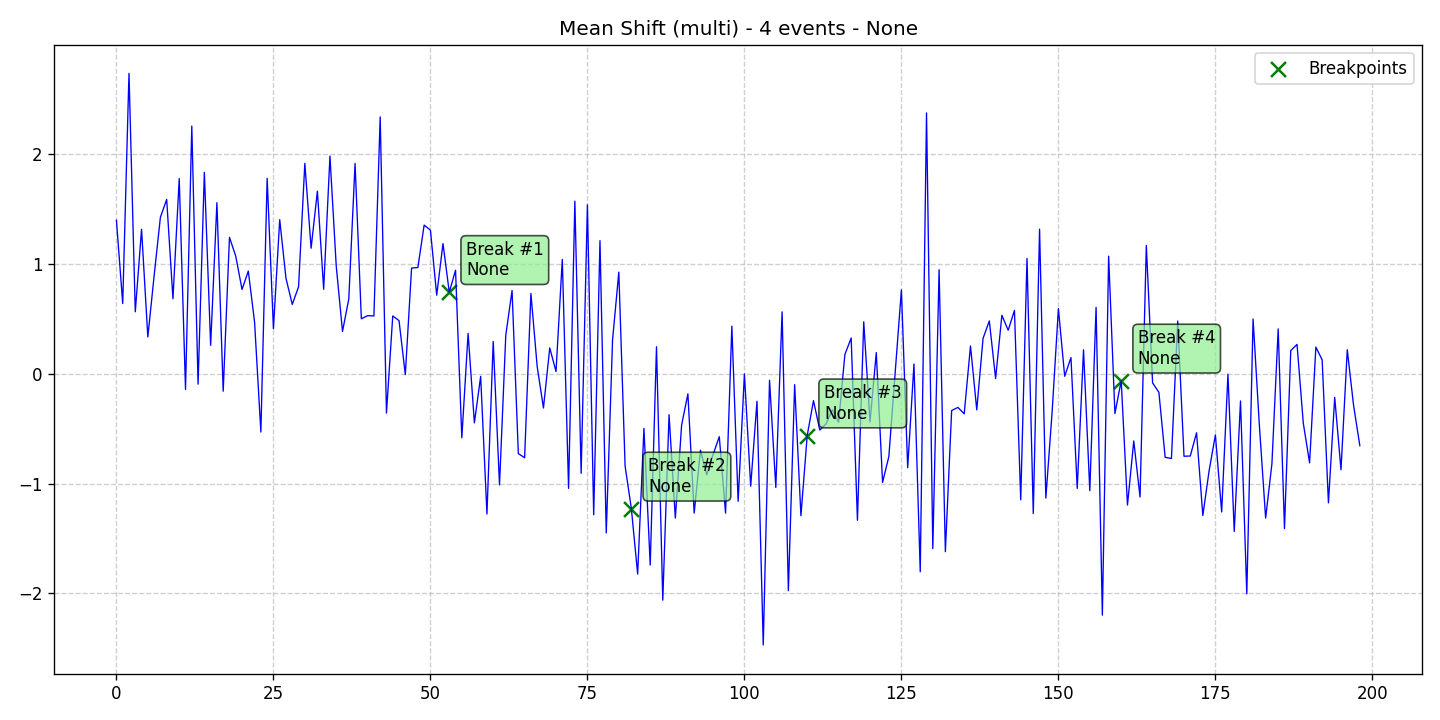 Mean Shift (multi) - 4 events - None
Breakpoints
Break #1
None
Break #2
None
Break #3
None
Break #4
None
2
1
0
−1
−2
0
25
50
75
100
125
150
175
200